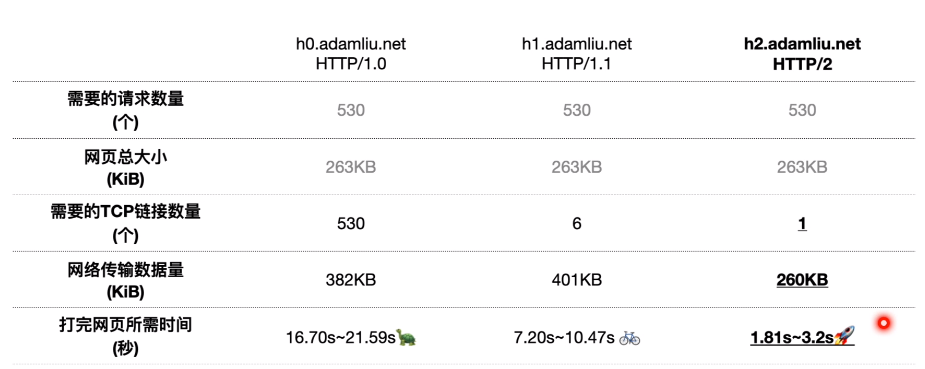 h0.adamliu.net h1.adamliu.net h2.adamliu.net
HTTP/1.0 HTTP/1.1 HTTP/2
需要的请求数量
(个) 530 530 530
网页总大小
(KiB) 263KB 263KB 263KB
需要的TCP链接数量
(个) 530 6 1
网络传输数据量
(KiB) 382KB 401KB 260KB
打完网页所需时间
(秒) 16.70s~21.59s🐢 7.20s~10.47s 🚲 1.81s~3.2s🚀